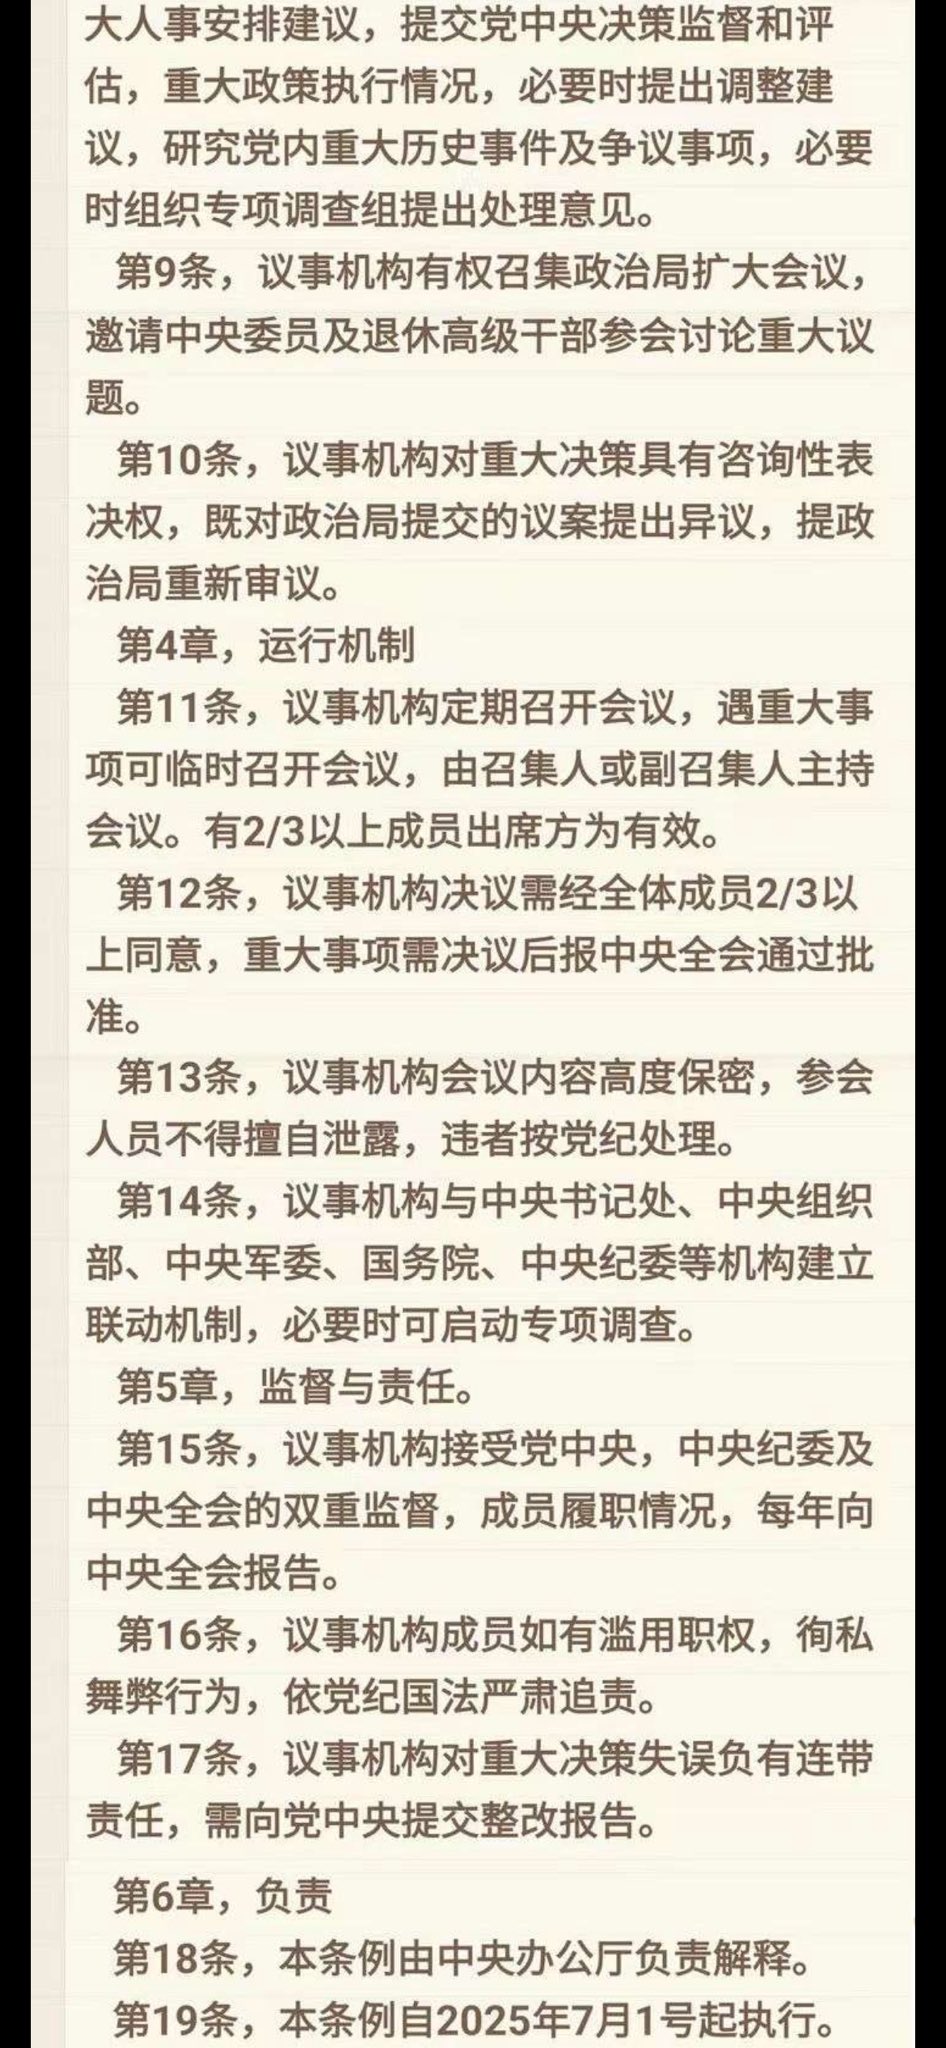 大人事安排建议，提交党中央决策监督和评
估，重大政策执行情况，必要时提出调整建
议，研究党内重大历史事件及争议事项，必要
时组织专项调查组提出处理意见。
第9条，议事机构有权召集政治局扩大会议，
邀请中央委员及退休高级干部参会讨论重大议
题。
第10条，议事机构对重大决策具有咨询性表
决权，既对政治局提交的议案提出异议，提政
治局重新审议。
第4章，运行机制
第11条，议事机构定期召开会议，遇重大事
项可临时召开会议，由召集人或副召集人主持
会议。有2/3以上成员出席方为有效。
第12条，议事机构决议需经全体成员2/3以
上同意，重大事项需决议后报中央全会通过批
准。
第13条，议事机构会议内容高度保密，参会
人员不得擅自泄露，违者按党纪处理。
第14条，议事机构与中央书记处、中央组织
部、中央军委、国务院、中央纪委等机构建立
联动机制，必要时可启动专项调查。
第5章，监督与责任。
第15条，议事机构接受党中央，中央纪委及
中央全会的双重监督，成员履职情况，每年向
中央全会报告。
第16条，议事机构成员如有滥用职权，徇私
舞弊行为，依党纪国法严肃追责。
第17条，议事机构对重大决策失误负有连带
责任，需向党中央提交整改报告。
第6章，负责
第18条，本条例由中央办公厅负责解释。
第19条，本条例自2025年7月1号起执行。